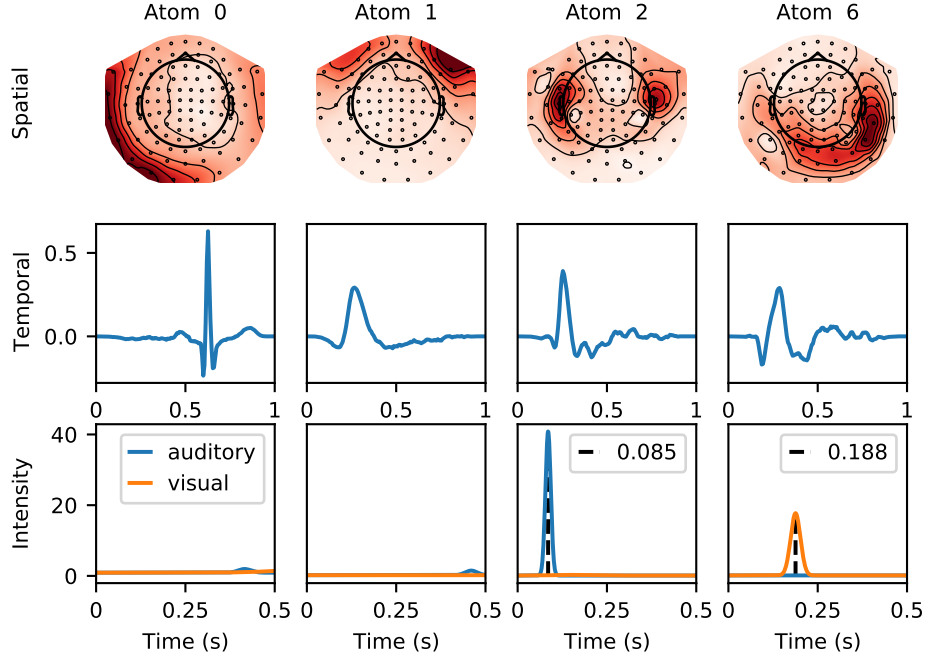 Atom 0 Atom 1 Atom 2 Atom 6
Spatial
Temporal
0.5
0.0
0 0.5 1 0 0.5 1 0 0.5 1 0 0.5 1
Intensity
40
20
0
auditory
visual
0.085
0.188
0 0.25 0.5 0 0.25 0.5 0 0.25 0.5 0 0.25 0.5
Time (s) Time (s) Time (s) Time (s)